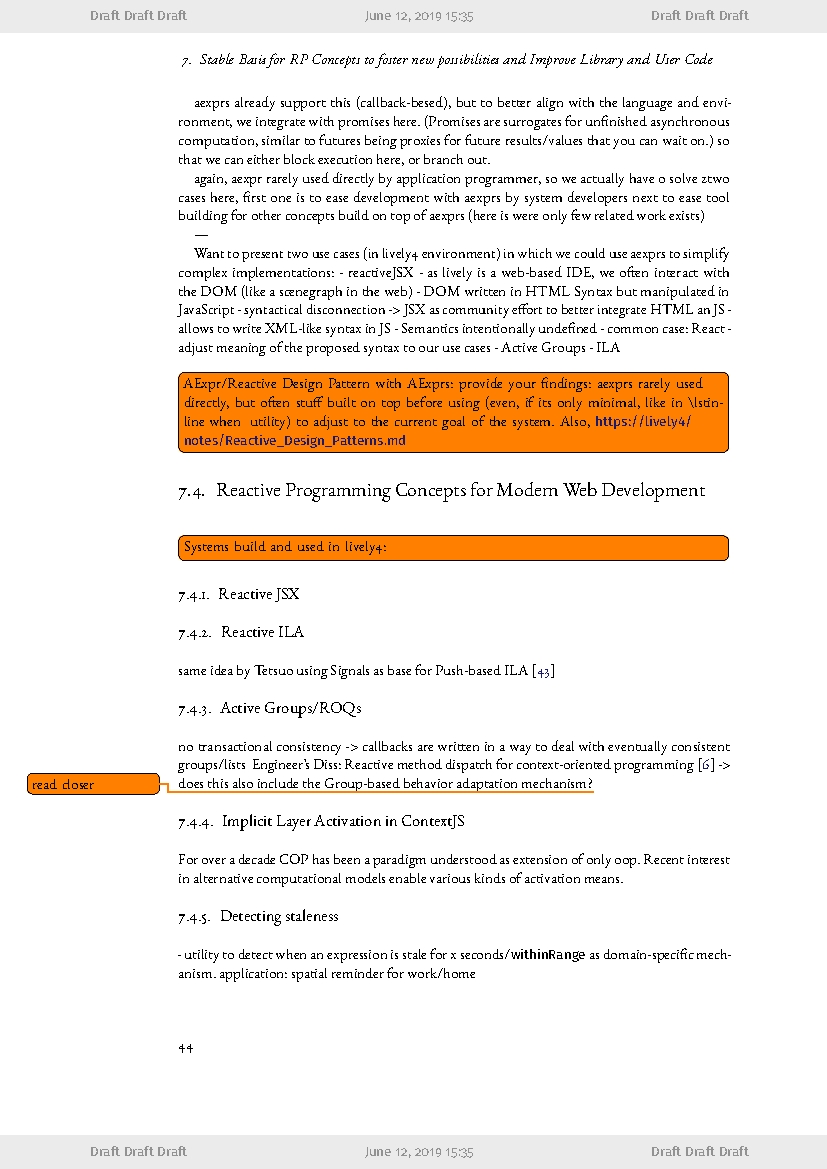 Draft Draft Draft June 12, 2019 15:35 Draft Draft Draft
7. Stable Basis for RP Concepts to foster new possibilities and Improve Library and User Code
aexprs already support this (callback-besed), but to better align with the language and envi-
ronment, we integrate with promises here. (Promises are surrogates for unfinished asynchronous
computation, similar to futures being proxies for future results/values that you can wait on.) so
that we can either block execution here, or branch out.
again, aexpr rarely used directly by application programmer, so we actually have o solve ztwo
cases here, first one is to ease development with aexprs by system developers next to ease tool
building for other concepts build on top of aexprs (here is were only few related work exists)
—
Want to present two use cases (in lively4 environment) in which we could use aexprs to simplify
complex implementations: - reactiveJSX - as lively is a web-based IDE, we often interact with
the DOM (like a scenegraph in the web) - DOM written in HTML Syntax but manipulated in
JavaScript - syntactical disconnection -> JSX as community effort to better integrate HTML an JS -
allows to write XML-like syntax in JS - Semantics intentionally undefined - common case: React -
adjust meaning of the proposed syntax to our use cases - Active Groups - ILA
AExpr/Reactive Design Pattern with AExprs: provide your findings: aexprs rarely used
directly, but often stuff built on top before using (even, if its only minimal, like in \lstin-
line when utility) to adjust to the current goal of the system. Also, https://lively4/
notes/Reactive_Design_Patterns.md
7.4. Reactive Programming Concepts for Modern Web Development
Systems build and used in lively4:
7.4.1. Reactive JSX
7.4.2. Reactive ILA
same idea by Tetsuo using Signals as base for Push-based ILA [43]
7.4.3. Active Groups/ROQs
no transactional consistency -> callbacks are written in a way to deal with eventually consistent
groups/lists Engineer's Diss: Reactive method dispatch for context-oriented programming [6] ->
does this also include the Group-based behavior adaptation mechanism?
read closer
7.4.4. Implicit Layer Activation in ContextJS
For over a decade COP has been a paradigm understood as extension of only oop. Recent interest
in alternative computational models enable various kinds of activation means.
7.4.5. Detecting staleness
- utility to detect when an expression is stale for x seconds/withinRange as domain-specific mech-
anism. application: spatial reminder for work/home
44
Draft Draft Draft June 12, 2019 15:35 Draft Draft Draft